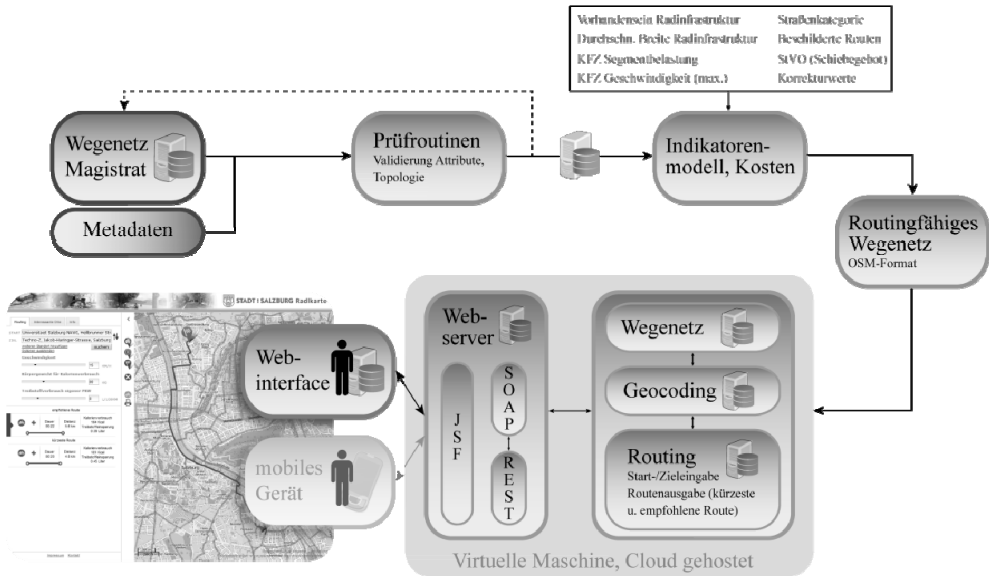 Vorhandensein Radinfrastruktur
Straßenkategorie
Durchschn. Breite Radinfrastruktur
Beschilderte Routen
KFZ Segmentbelastung
StVO (Schiebegebot)
KFZ Geschwindigkeit (max.)
Korrekturwerte
Wegenetz
Magistrat
Metadaten
Prüfroutinen
Validierung Attribute,
Topologie
Indikatoren-
modell, Kosten
Routingfähiges
Wegenetz
OSM-Format
STADT : SALZBURG Radlkarte
suchen
Web-
interface
mobiles
Gerät
Web-
server
JSF
SOAP
REST
Wegenetz
Geocoding
Routing
Start-/Zieleingabe
Routenausgabe (kürzeste
u. empfohlene Route)
Virtuelle Maschine, Cloud gehostet